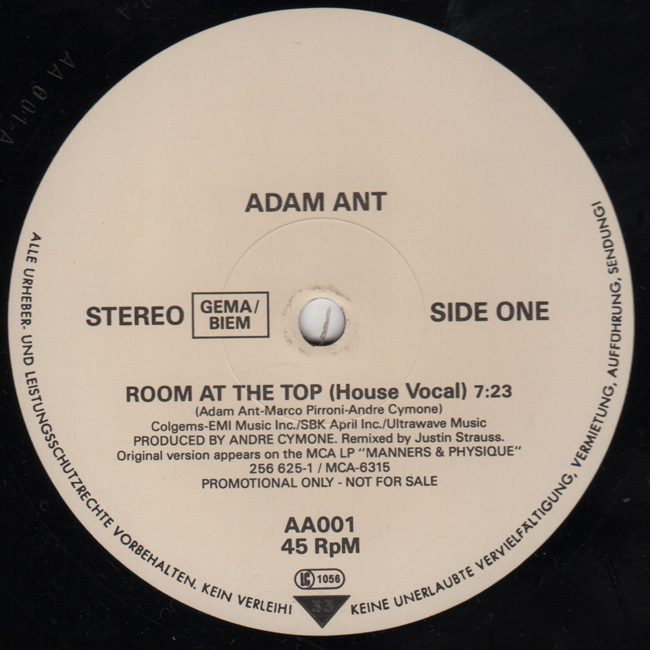 AA 001-A
ADAM ANT
STEREO
GEMA/
BIEM
SIDE ONE
ROOM AT THE TOP (House Vocal) 7:23
(Adam Ant-Marco Pirroni-Andre Cymone)
Colgems-EMI Music Inc./SBK April Inc./Ultrawave Music
PRODUCED BY ANDRE CYMONE. Remixed by Justin Strauss.
Original version appears on the MCA LP "MANNERS & PHYSIQUE"
256 625-1 / MCA-6315
PROMOTIONAL ONLY - NOT FOR SALE
AA001
45 RpM
LC 1056
33
ALLE URHEBER- UND LEISTUNGSSCHUTZRECHTE VORBEHALTEN. KEIN VERLEIH! KEINE UNERLAUBTE VERVIELFÄLTIGUNG, VERMIETUNG, AUFFÜHRUNG, SENDUNG!